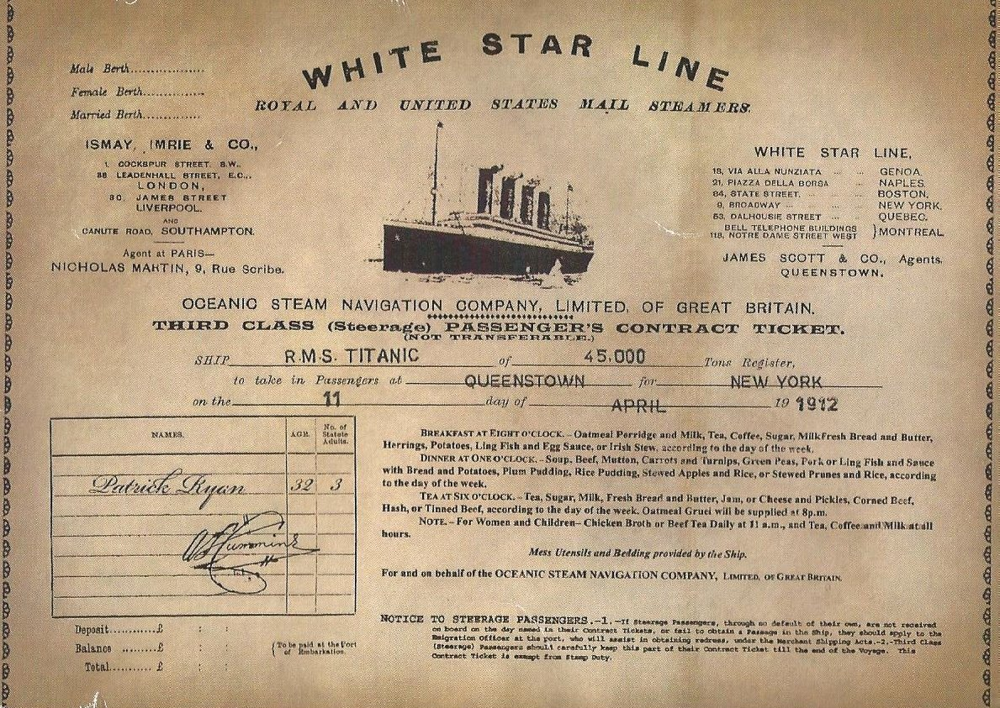 WHITE STAR LINE
ROYAL AND UNITED STATES MAIL STEAMERS.
Male Berth..................
Female Berth...............
Married Berth..............
ISMAY, IMRIE & CO.,
1, COCKSPUR STREET, S.W.,
38 LEADENHALL STREET, E.C.,
LONDON,
30, JAMES STREET
LIVERPOOL.
AND
CANUTE ROAD, SOUTHAMPTON.
Agent at PARIS—
NICHOLAS MARTIN, 9, Rue Scribe.
WHITE STAR LINE,
18, VIA ALLA NUNZIATA ... ... GENOA.
21, PIAZZA DELLA BORSA ... ... NAPLES.
84, STATE STREET. ... ... ... BOSTON.
9, BROADWAY ... ... ... NEW YORK.
53, DALHOUSIE STREET ... ... QUEBEC.
BELL TELEPHONE BUILDINGS
118, NOTRE DAME STREET WEST } MONTREAL
JAMES SCOTT & CO., Agents.
QUEENSTOWN.
OCEANIC STEAM NAVIGATION COMPANY, LIMITED, OF GREAT BRITAIN.
THIRD CLASS (Steerage) PASSENGER'S CONTRACT TICKET.
(NOT TRANSFERABLE.)
SHIP R.M.S. TITANIC of 45,000 Tons Register,
to take in Passengers at QUEENSTOWN for NEW YORK
on the 11 day of APRIL 19 1912
NAMES. AGE. No. of Statute Adults.
Patrick Ryan 32 3
Deposit............£ : :
Balance .........£ : :
Total........... £ : :
{To be paid at the Port
of Embarkation.
BREAKFAST AT EIGHT O'CLOCK.–Oatmeal Porridge and Milk, Tea, Coffee, Sugar, MilkFresh Bread and Butter,
Herrings, Potatoes, Ling Fish and Egg Sauce, or Irish Stew, according to the day of the week.
DINNER AT ONE O'CLOCK.–Soup, Beef, Mutton, Carrots and Turnips, Green Peas, Pork or Ling Fish and Sauce
with Bread and Potatoes, Plum Pudding, Rice Pudding, Stewed Apples and Rice, or Stewed Prunes and Rice, according
to the day of the week.
TEA AT SIX O'CLOCK.–Tea, Sugar, Milk, Fresh Bread and Butter, Jam, or Cheese and Pickles, Corned Beef,
Hash, or Tinned Beef, according to the day of the week. Oatmeal Gruel will be supplied at 8p.m.
NOTE.–For Women and Children– Chicken Broth or Beef Tea Daily at 11 a.m., and Tea, Coffee and Milk at all
hours.
Mess Utensils and Bedding provided by the Ship.
For and on behalf of the OCEANIC STEAM NAVIGATION COMPANY, LIMITED, OF GREAT BRITAIN.
NOTICE TO STEERAGE PASSENGERS.-1.-If Steerage Passengers, through no default of their own, are not received
on board on the day named in their Contract Tickets, or fail to obtain a Passage in the Ship, they should apply to the
Emigration Officer at the port, who will assist in obtaining redress, under the Merchant Shipping Acts.-2.-Third Class
(Steerage) Passengers should carefully keep this part of their Contract Ticket till the end of the Voyage. This
Contract Ticket is exempt from Stamp Duty.